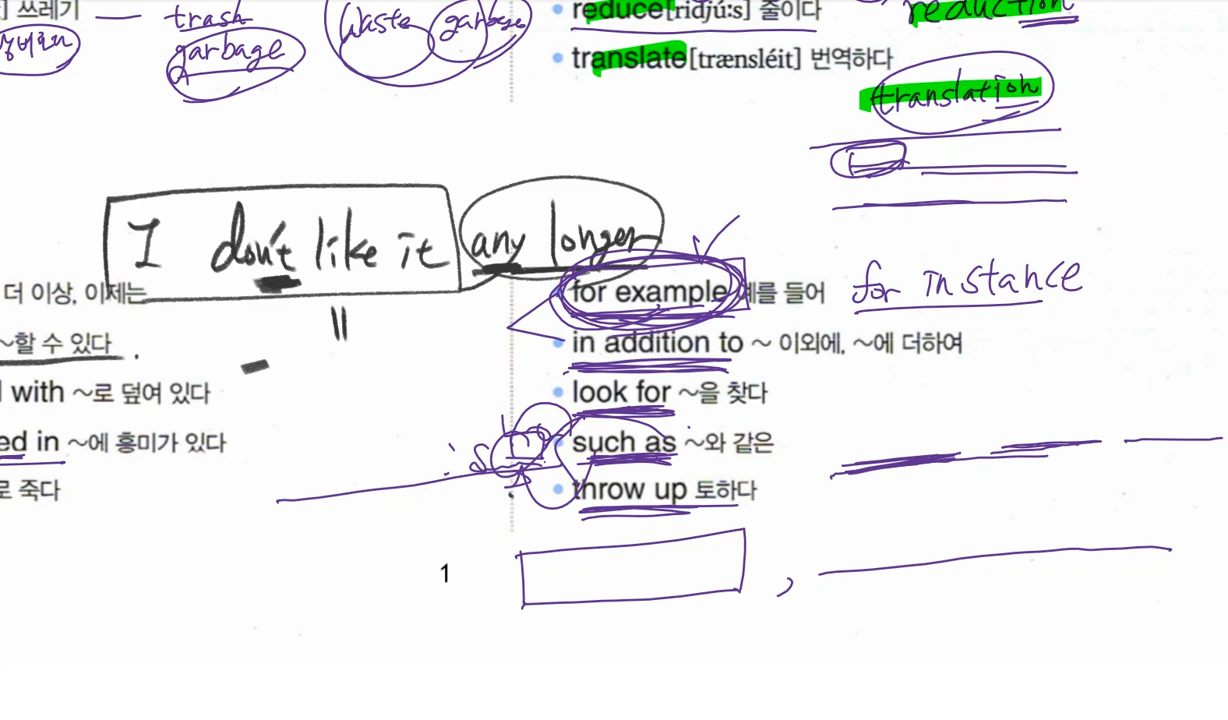 ] 쓰레기 — trash
garbage
Waste garbage
reduce[ridjúːs] 줄이다
reduction
translate[trænsléit] 번역하다
translation
I don't like it any longer
더 이상, 이제는
~할 수 있다
with ~로 덮여 있다
ed in ~에 흥미가 있다
로 죽다
for example 예를 들어
for instance
in addition to ~ 이외에, ~에 더하여
look for ~을 찾다
such as ~와 같은
throw up 토하다
1